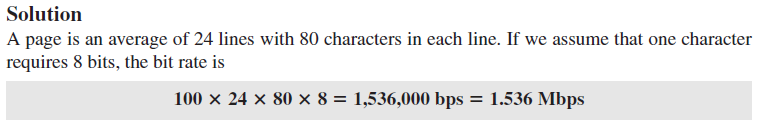 Solution
A page is an average of 24 lines with 80 characters in each line. If we assume that one character
requires 8 bits, the bit rate is
100 × 24 × 80 × 8 = 1,536,000 bps = 1.536 Mbps